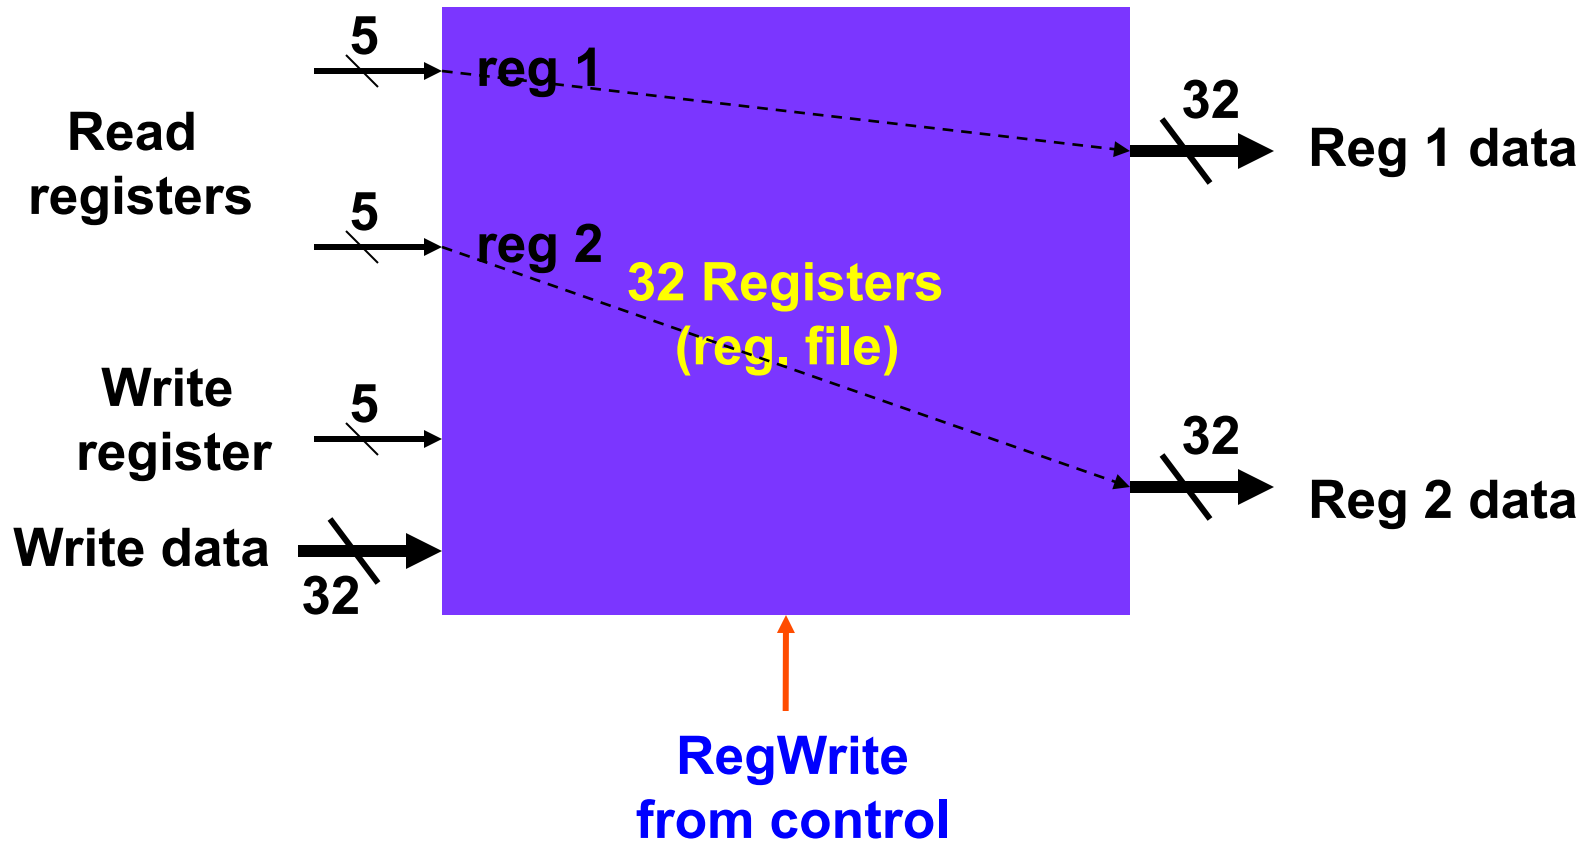 5
reg 1
32
Read
registers
Reg 1 data
5
reg 2
32 Registers
(reg. file)
Write
register
5
32
Reg 2 data
Write data
32
RegWrite
from control